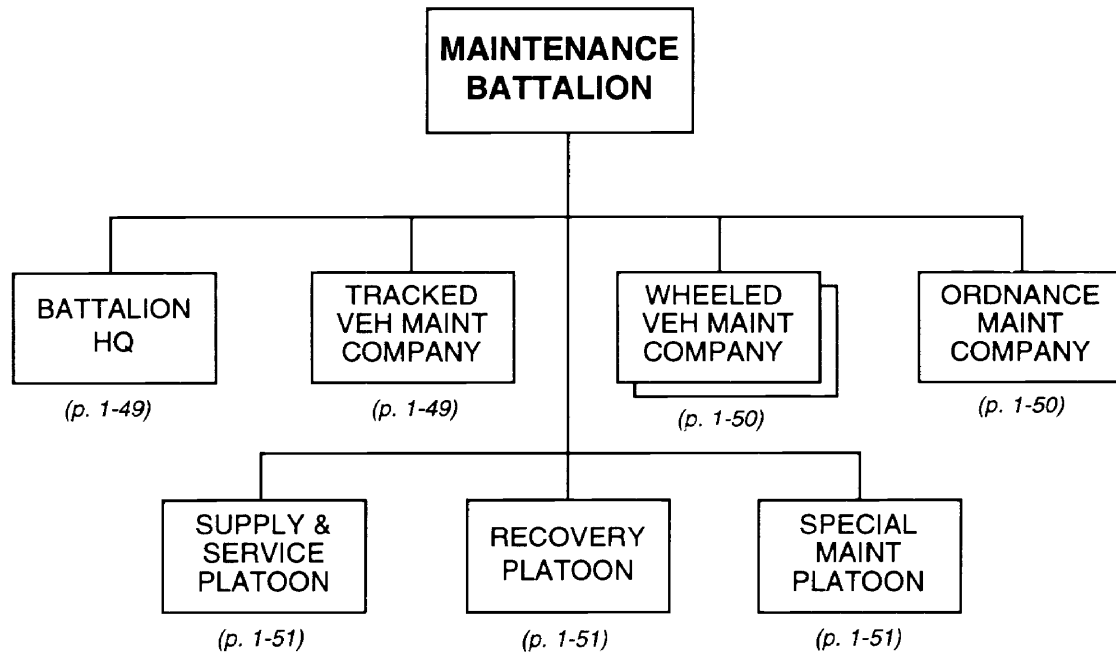 MAINTENANCE
BATTALION
BATTALION
HQ
(p. 1-49)
TRACKED
VEH MAINT
COMPANY
(p. 1-49)
WHEELED
VEH MAINT
COMPANY
(p. 1-50)
ORDNANCE
MAINT
COMPANY
(p. 1-50)
SUPPLY &
SERVICE
PLATOON
(p. 1-51)
RECOVERY
PLATOON
(p. 1-51)
SPECIAL
MAINT
PLATOON
(p. 1-51)